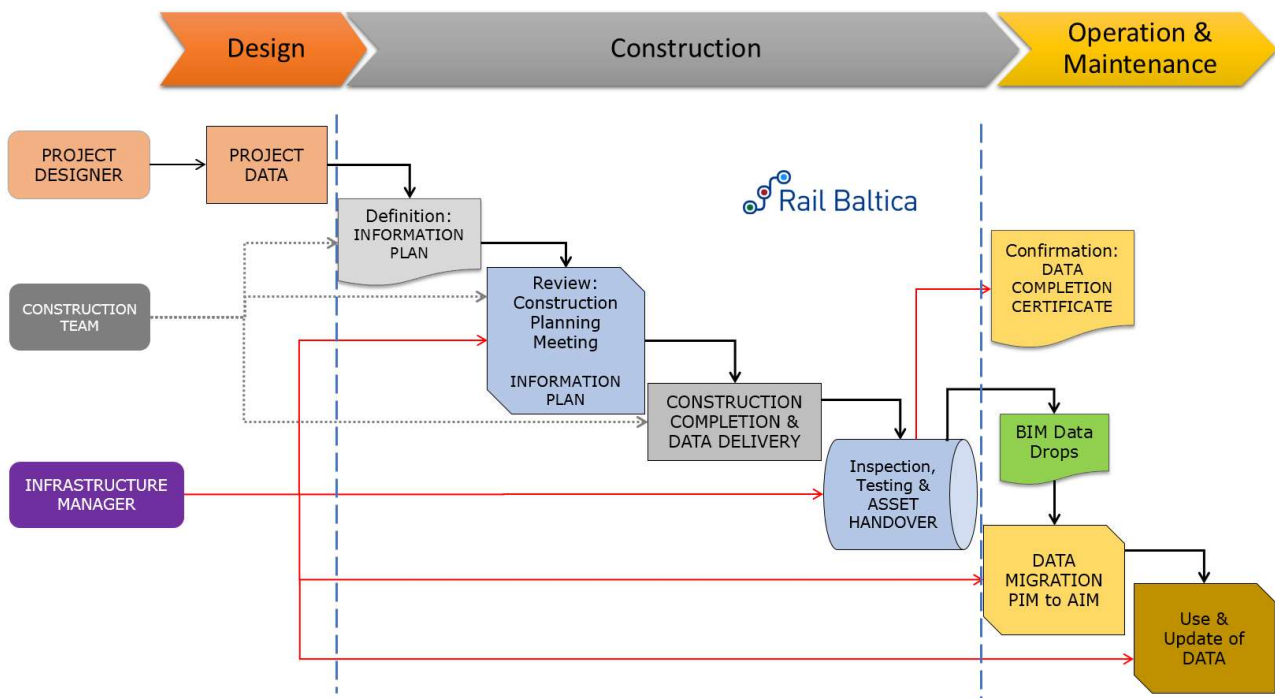 Design
Construction
Operation &
Maintenance
PROJECT
DESIGNER
PROJECT
DATA
Rail Baltica
Definition:
INFORMATION
PLAN
Confirmation:
DATA
COMPLETION
CERTIFICATE
CONSTRUCTION
TEAM
Review:
Construction
Planning
Meeting
INFORMATION
PLAN
CONSTRUCTION
COMPLETION &
DATA DELIVERY
BIM Data
Drops
INFRASTRUCTURE
MANAGER
Inspection,
Testing &
ASSET
HANDOVER
DATA
MIGRATION
PIM to AIM
Use &
Update of
DATA